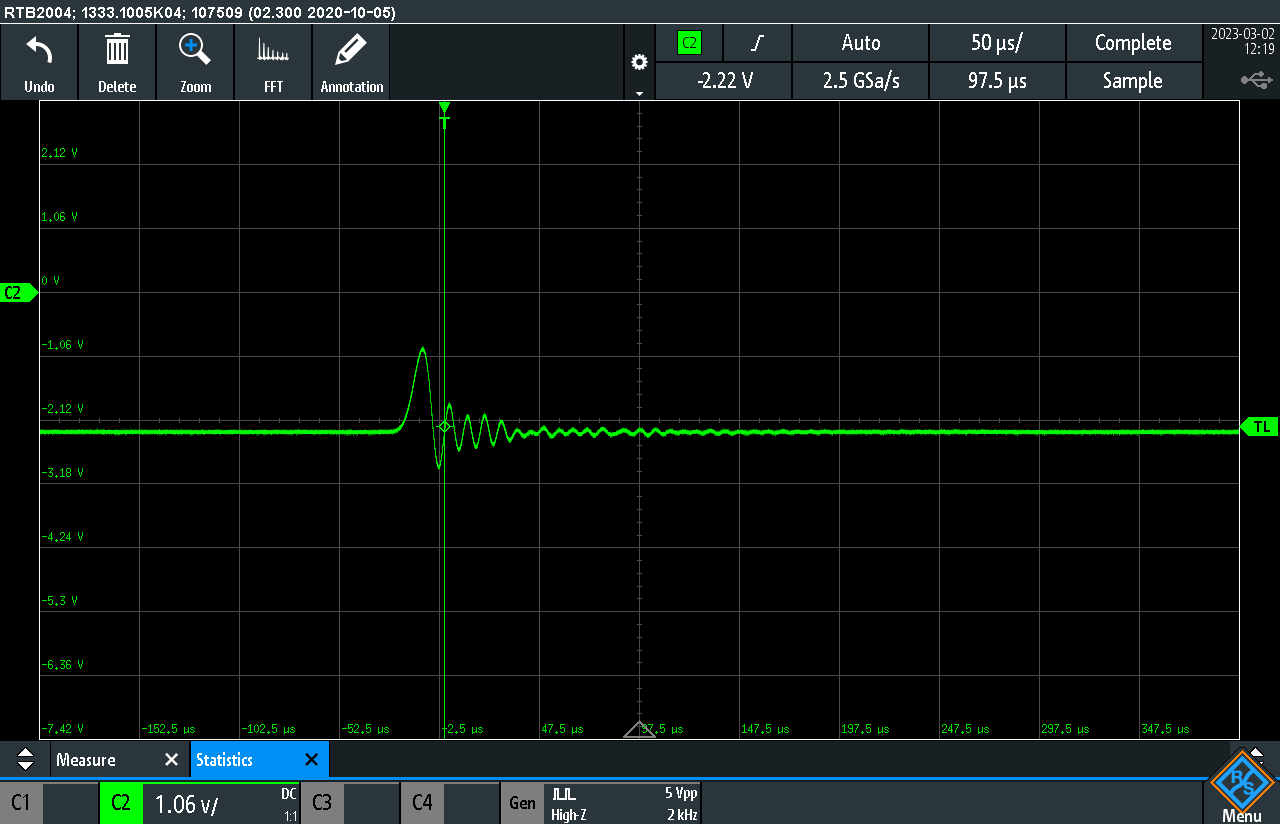 RTB2004; 1333.1005K04; 107509 (02.300 2020-10-05)
Undo
Delete
Zoom
FFT
Annotation
C2
Auto
50 µs/
Complete
2023-03-02
12:19
-2.22 V
2.5 GSa/s
97.5 µs
Sample
T
2.12 V
1.06 V
0 V
C2
-1.06 V
-2.12 V
TL
-3.18 V
-4.24 V
-5.3 V
-6.36 V
-7.42 V
-152.5 µs
-102.5 µs
-52.5 µs
-2.5 µs
47.5 µs
97.5 µs
147.5 µs
197.5 µs
247.5 µs
297.5 µs
347.5 µs
Measure
Statistics
C1
C2
1.06 V/
DC
1:1
C3
C4
Gen
High-Z
5 Vpp
2 kHz
R&S
Menu